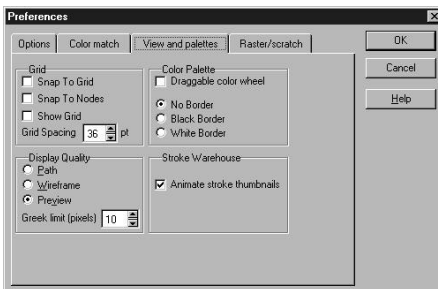 Preferences
Options
Color match
View and palettes
Raster/scratch
OK
Cancel
Help
Grid
Snap To Grid
Snap To Nodes
Show Grid
Grid Spacing 36 pt
Color Palette
Draggable color wheel
No Border
Black Border
White Border
Display Quality
Path
Wireframe
Preview
Greek limit (pixels) 10
Stroke Warehouse
Animate stroke thumbnails